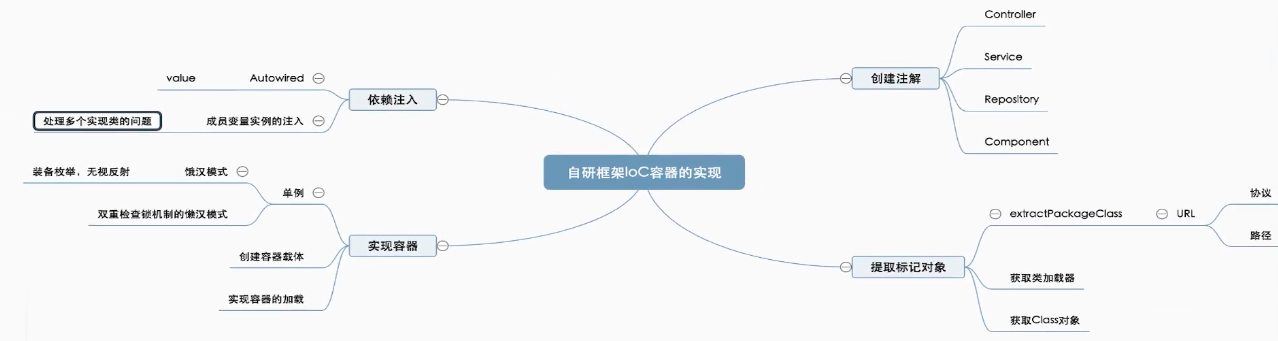 自研框架IoC容器的实现
创建注解
Controller
Service
Repository
Component
提取标记对象
extractPackageClass
URL
协议
路径
获取类加载器
获取Class对象
依赖注入
Autowired
value
成员变量实例的注入
处理多个实现类的问题
实现容器
单例
饿汉模式
装备枚举，无视反射
双重检查锁机制的懒汉模式
创建容器载体
实现容器的加载